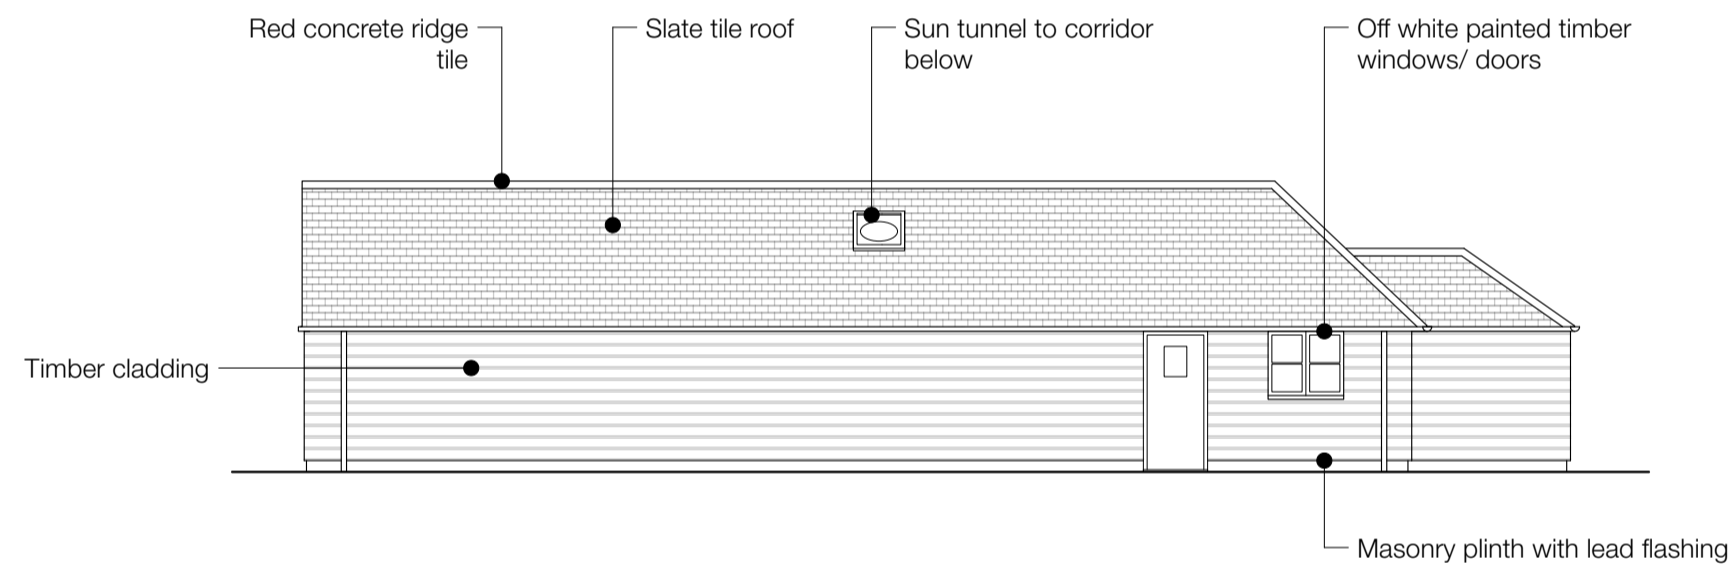 Red concrete ridge
tile
Slate tile roof
Sun tunnel to corridor
below
Off white painted timber
windows/ doors
Timber cladding
Masonry plinth with lead flashing